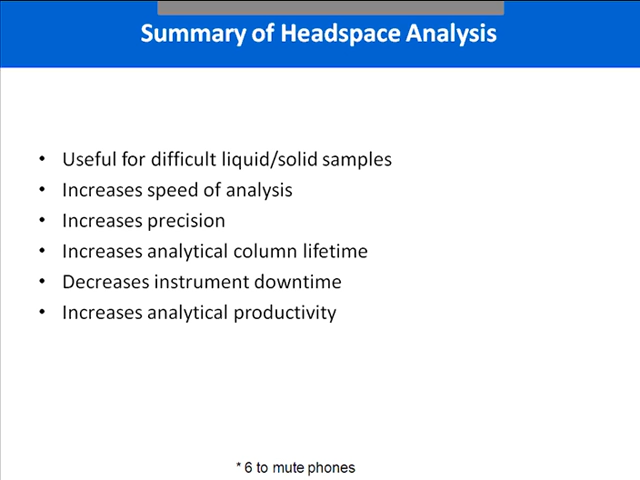 Summary of Headspace Analysis
• Useful for difficult liquid/solid samples
• Increases speed of analysis
• Increases precision
• Increases analytical column lifetime
• Decreases instrument downtime
• Increases analytical productivity
* 6 to mute phones